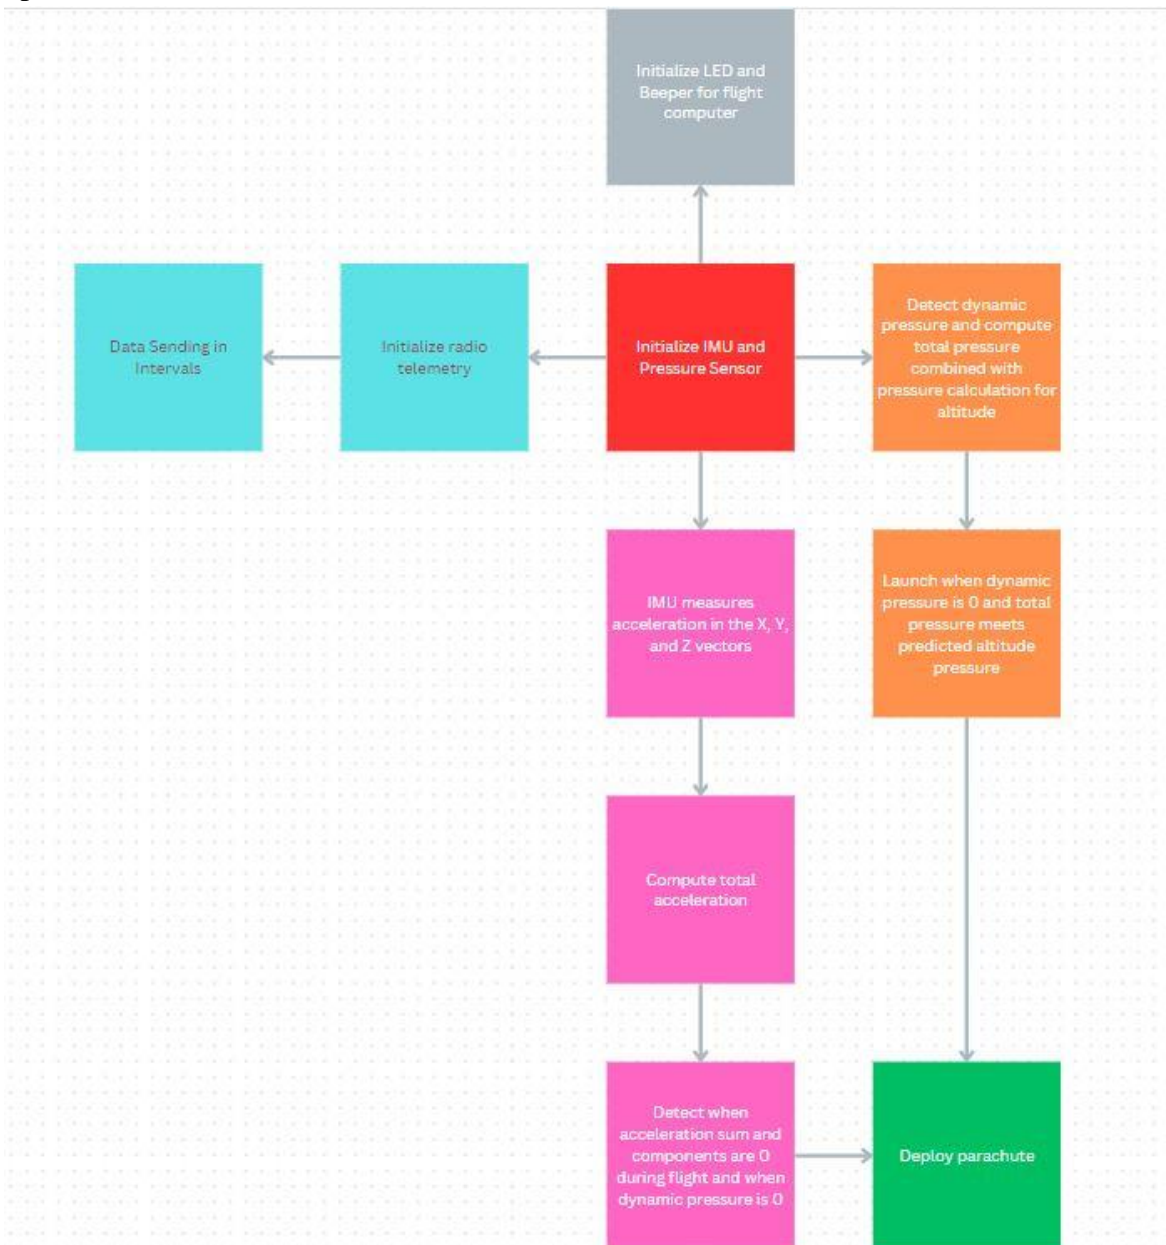 Initialize LED and
Beeper for flight
computer
Data Sending in
Intervals
Initialize radio
telemetry
Initialize IMU and
Pressure Sensor
Detect dynamic
pressure and compute
total pressure
combined with
pressure calculation for
altitude
IMU measures
acceleration in the X, Y,
and Z vectors
Launch when dynamic
pressure is 0 and total
pressure meets
predicted altitude
pressure
Compute total
acceleration
Detect when
acceleration sum and
components are 0
during flight and when
dynamic pressure is 0
Deploy parachute